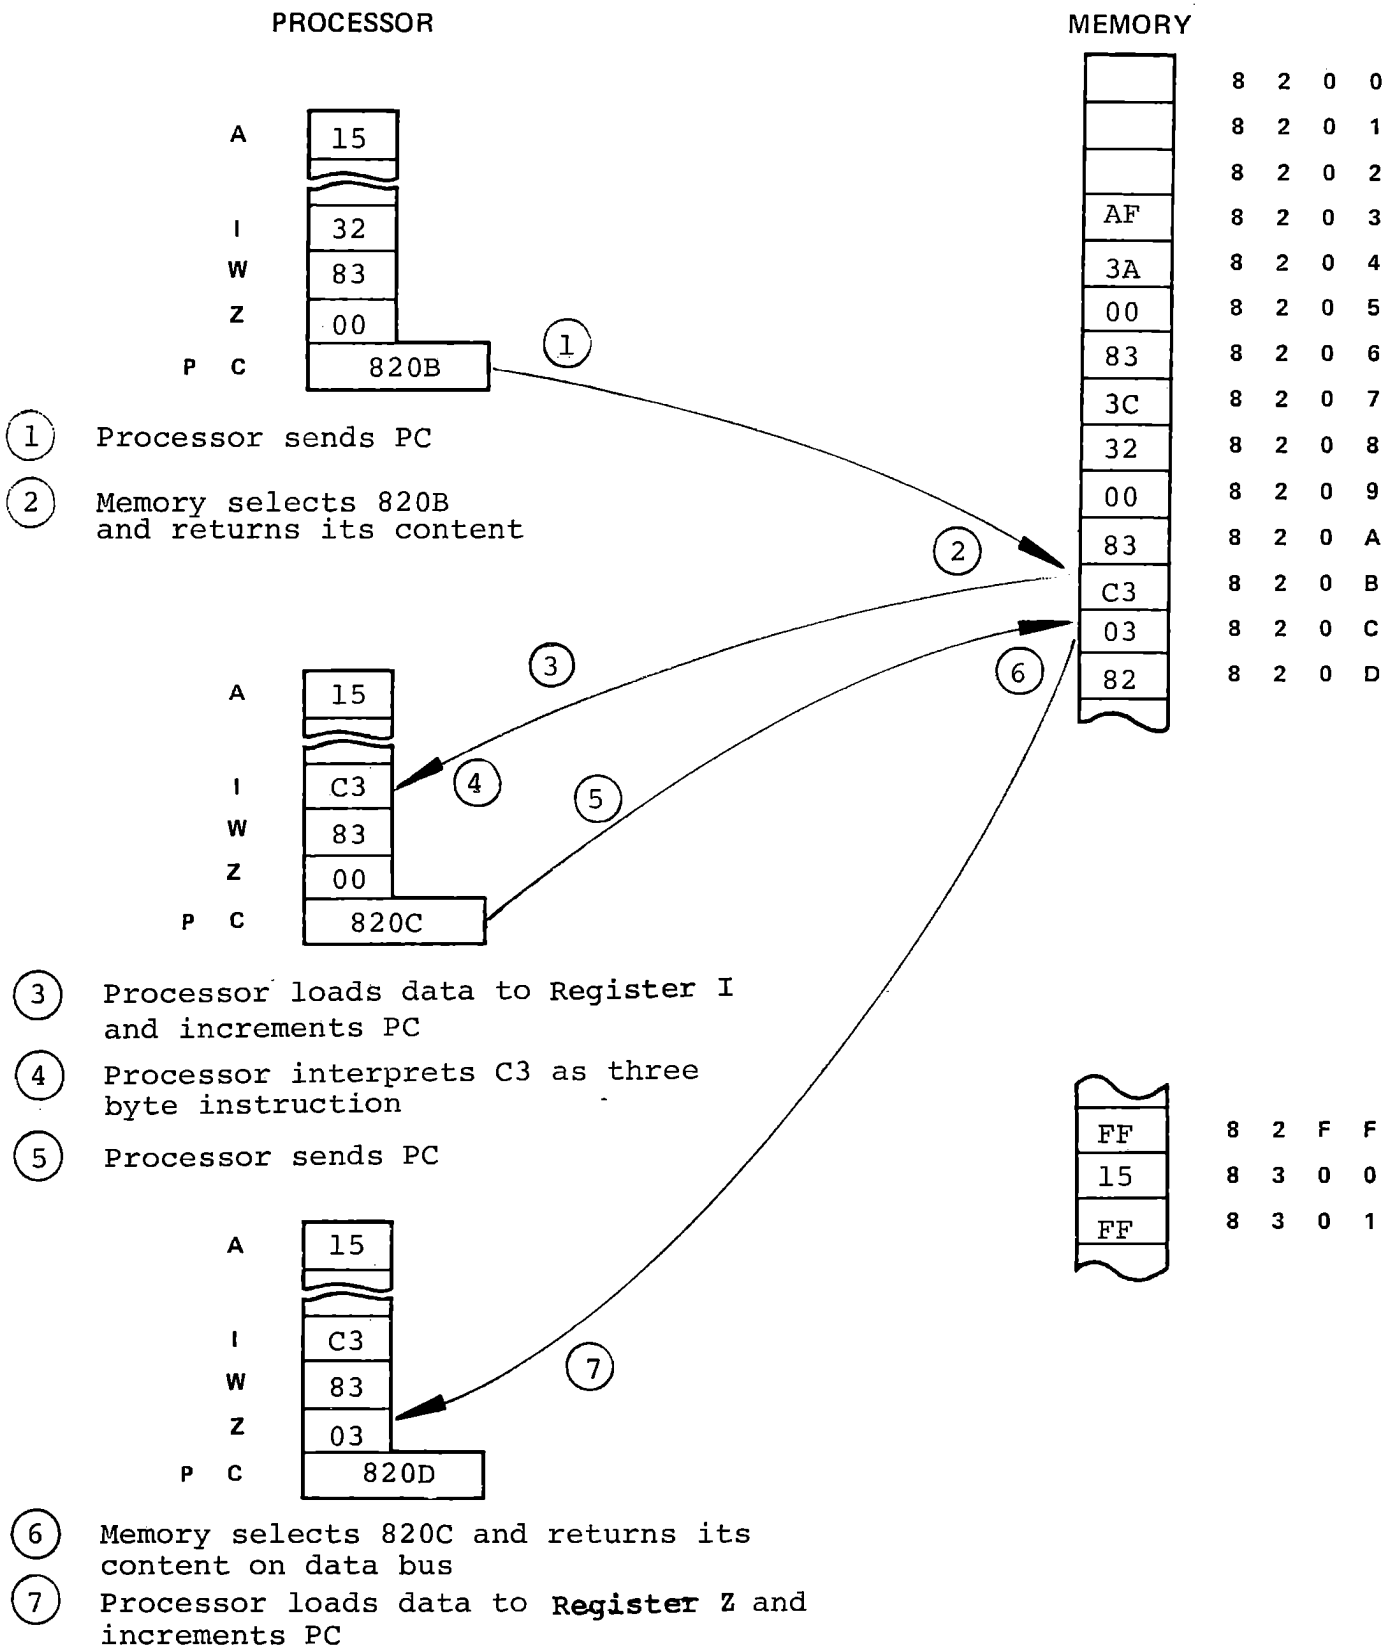 PROCESSOR
A 15
I 32
W 83
Z 00
P C 820B
1
1 Processor sends PC
2 Memory selects 820B
and returns its content
MEMORY
8 2 0 0
8 2 0 1
8 2 0 2
AF 8 2 0 3
3A 8 2 0 4
00 8 2 0 5
83 8 2 0 6
3C 8 2 0 7
32 8 2 0 8
00 8 2 0 9
83 8 2 0 A
C3 8 2 0 B
03 8 2 0 C
82 8 2 0 D
2
3
6
4
5
A 15
I C3
W 83
Z 00
P C 820C
3 Processor loads data to Register I
and increments PC
4 Processor interprets C3 as three
byte instruction
5 Processor sends PC
FF 8 2 F F
15 8 3 0 0
FF 8 3 0 1
A 15
I C3
W 83
Z 03
P C 820D
7
6 Memory selects 820C and returns its
content on data bus
7 Processor loads data to Register Z and
increments PC